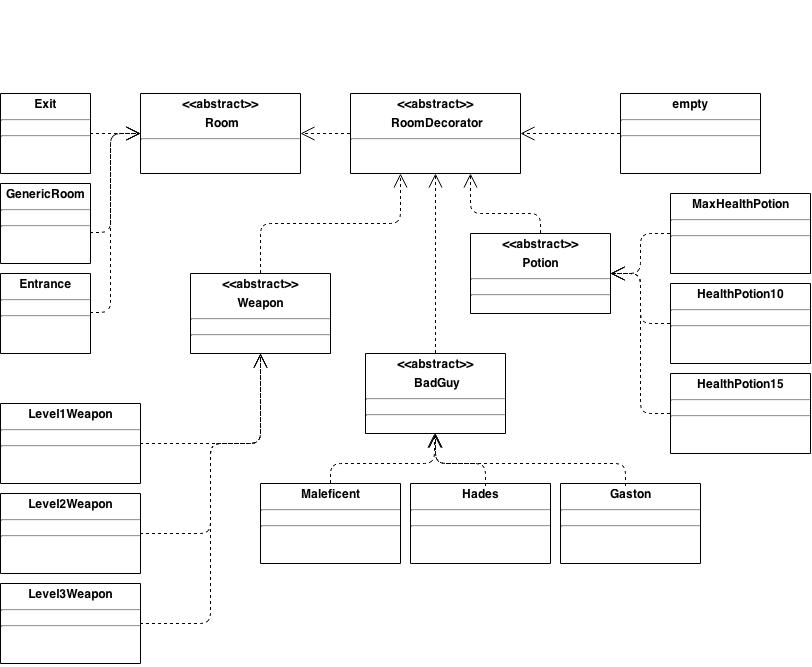 Exit
<<abstract>>
Room
<<abstract>>
RoomDecorator
empty
GenericRoom
MaxHealthPotion
<<abstract>>
Potion
Entrance
<<abstract>>
Weapon
HealthPotion10
<<abstract>>
BadGuy
HealthPotion15
Level1Weapon
Level2Weapon
Maleficent
Hades
Gaston
Level3Weapon